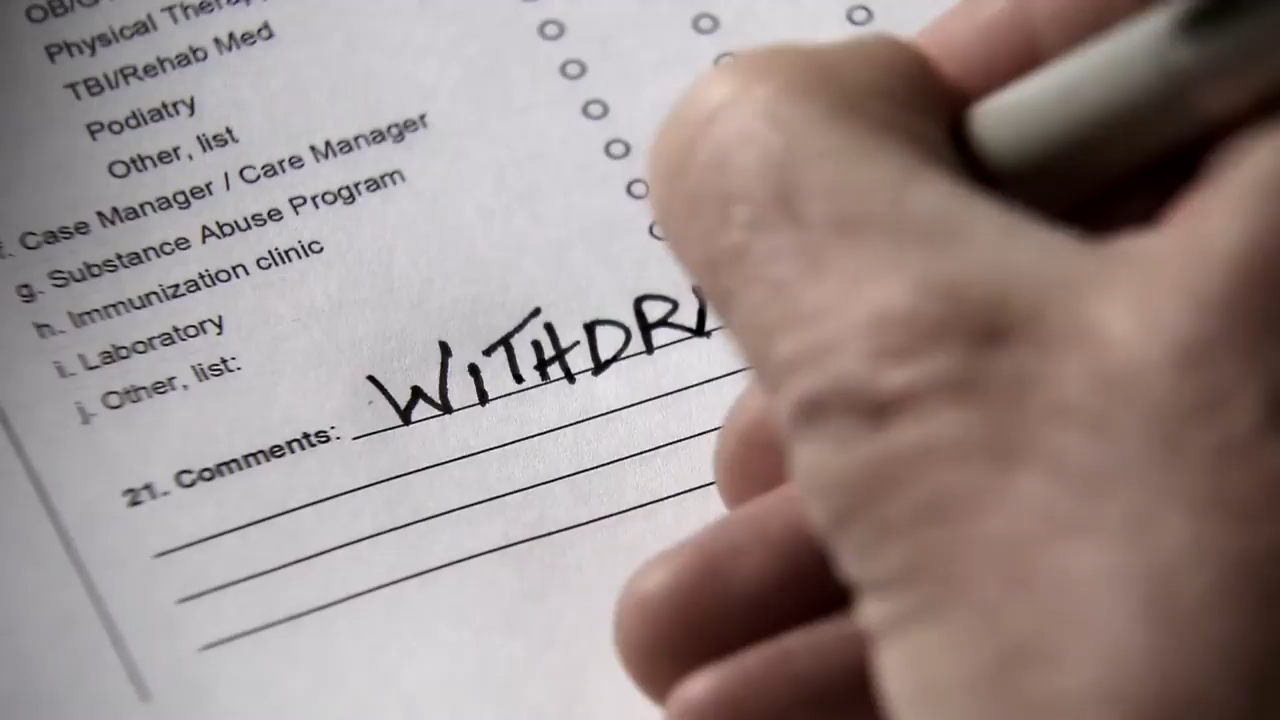 Physical
TBI/Rehab Med
Podiatry
Other, list
f. Case Manager / Care Manager
g. Substance Abuse Program
h. Immunization clinic
i. Laboratory
j. Other, list:
21. Comments: WITHDR